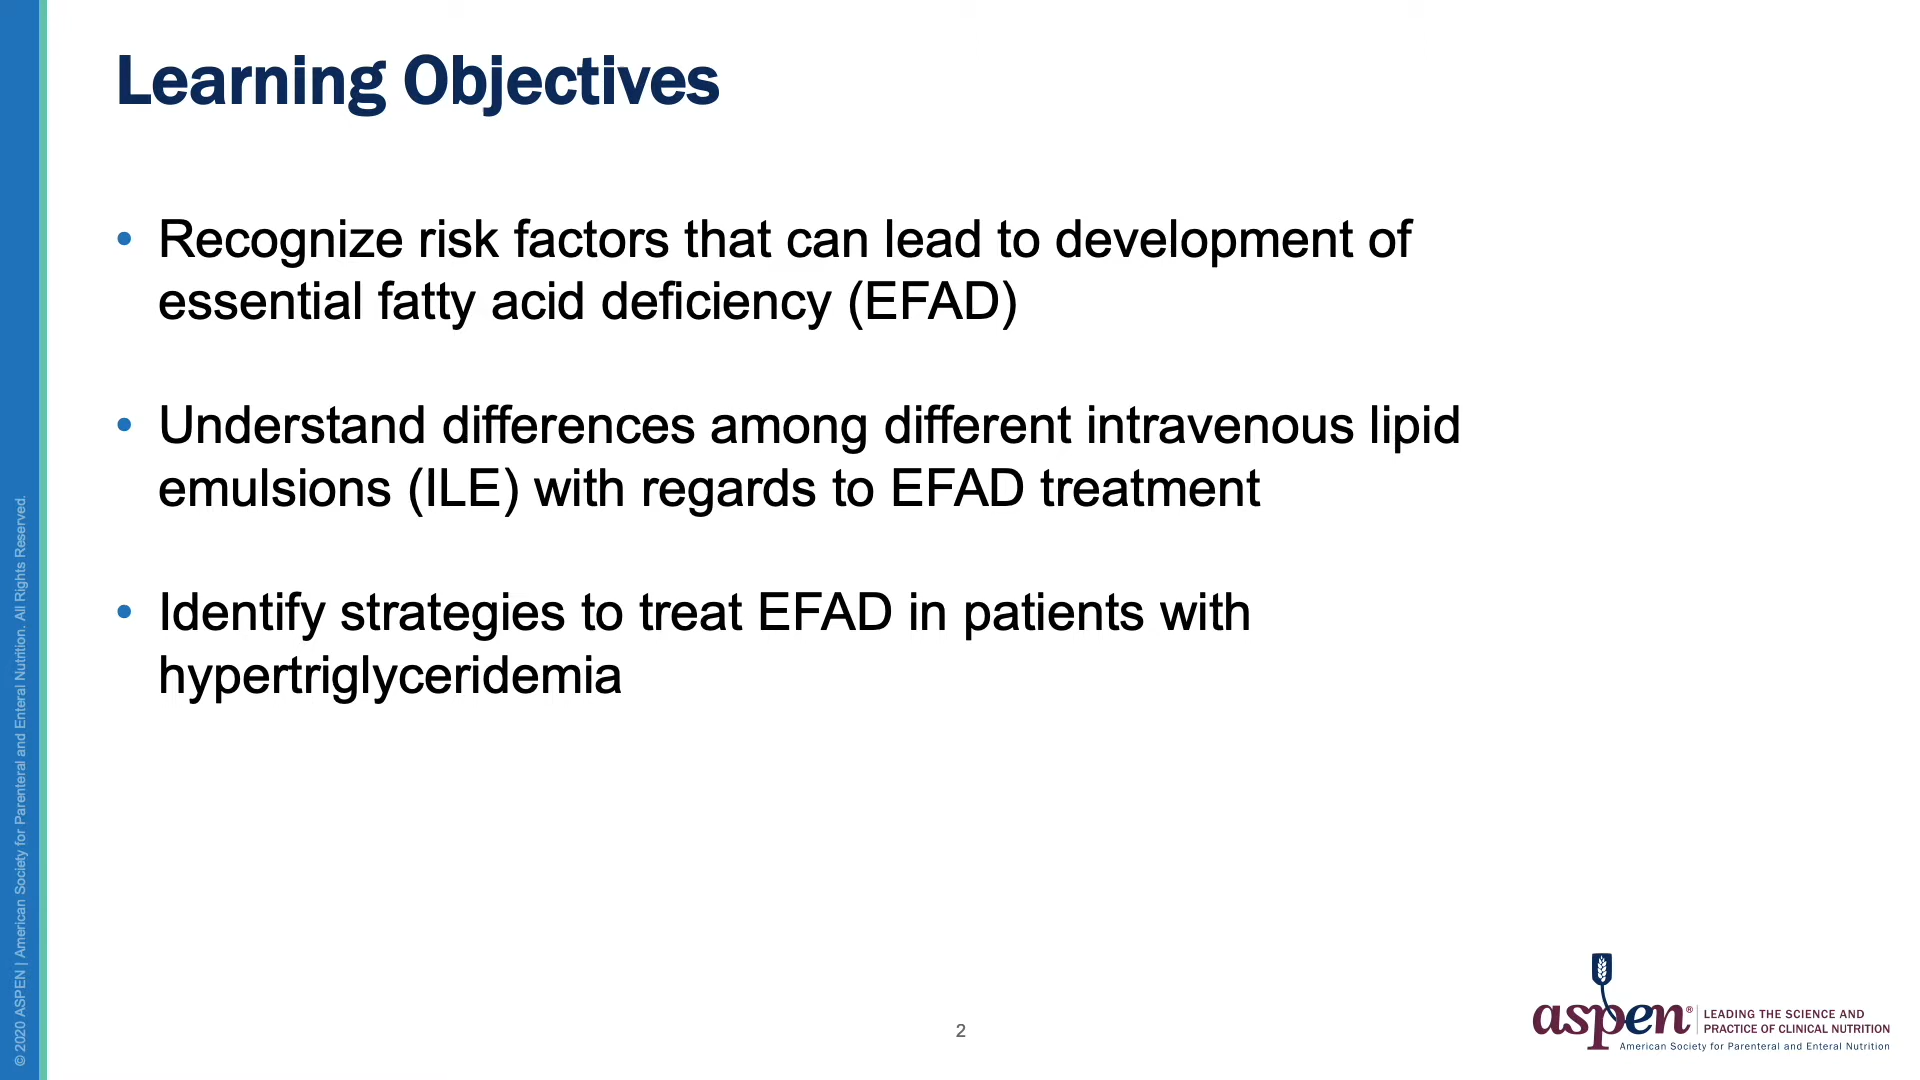 Learning Objectives
• Recognize risk factors that can lead to development of
essential fatty acid deficiency (EFAD)
• Understand differences among different intravenous lipid
emulsions (ILE) with regards to EFAD treatment
• Identify strategies to treat EFAD in patients with
hypertriglyceridemia
© 2020 ASPEN | American Society for Parenteral and Enteral Nutrition. All Rights Reserved.
2
aspen®
LEADING THE SCIENCE AND
PRACTICE OF CLINICAL NUTRITION
American Society for Parenteral and Enteral Nutrition